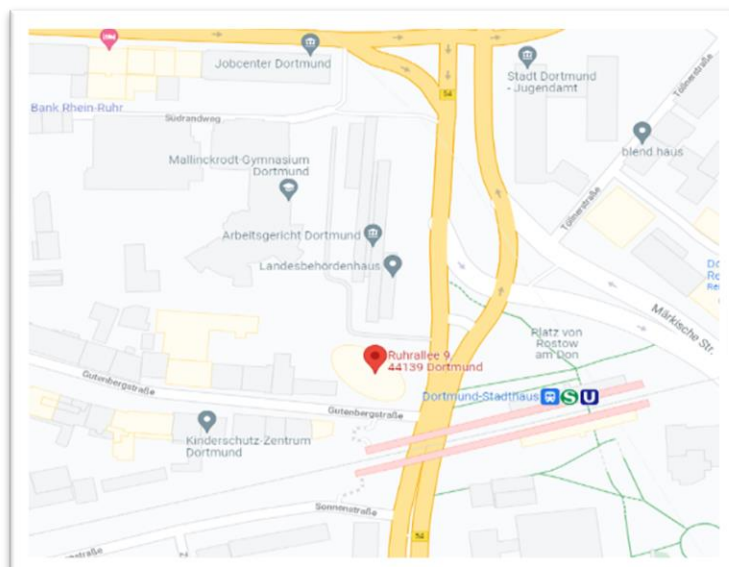 Jobcenter Dortmund
Stadt Dortmund
- Jugendamt
54
Bank Rhein-Ruhr
Südrandweg
Töllnerstraße
blend.haus
Mallinckrodt-Gymnasium
Dortmund
Töllnerstraße
Arbeitsgericht Dortmund
Landesbehördenhaus
Märkische Str.
Platz von
Rostow
am Don
Ruhrallee 9,
44139 Dortmund
Gutenbergstraße
Dortmund-Stadthaus
S
U
Gutenbergstraße
Kinderschutz-Zentrum
Dortmund
Sonnenstraße
54